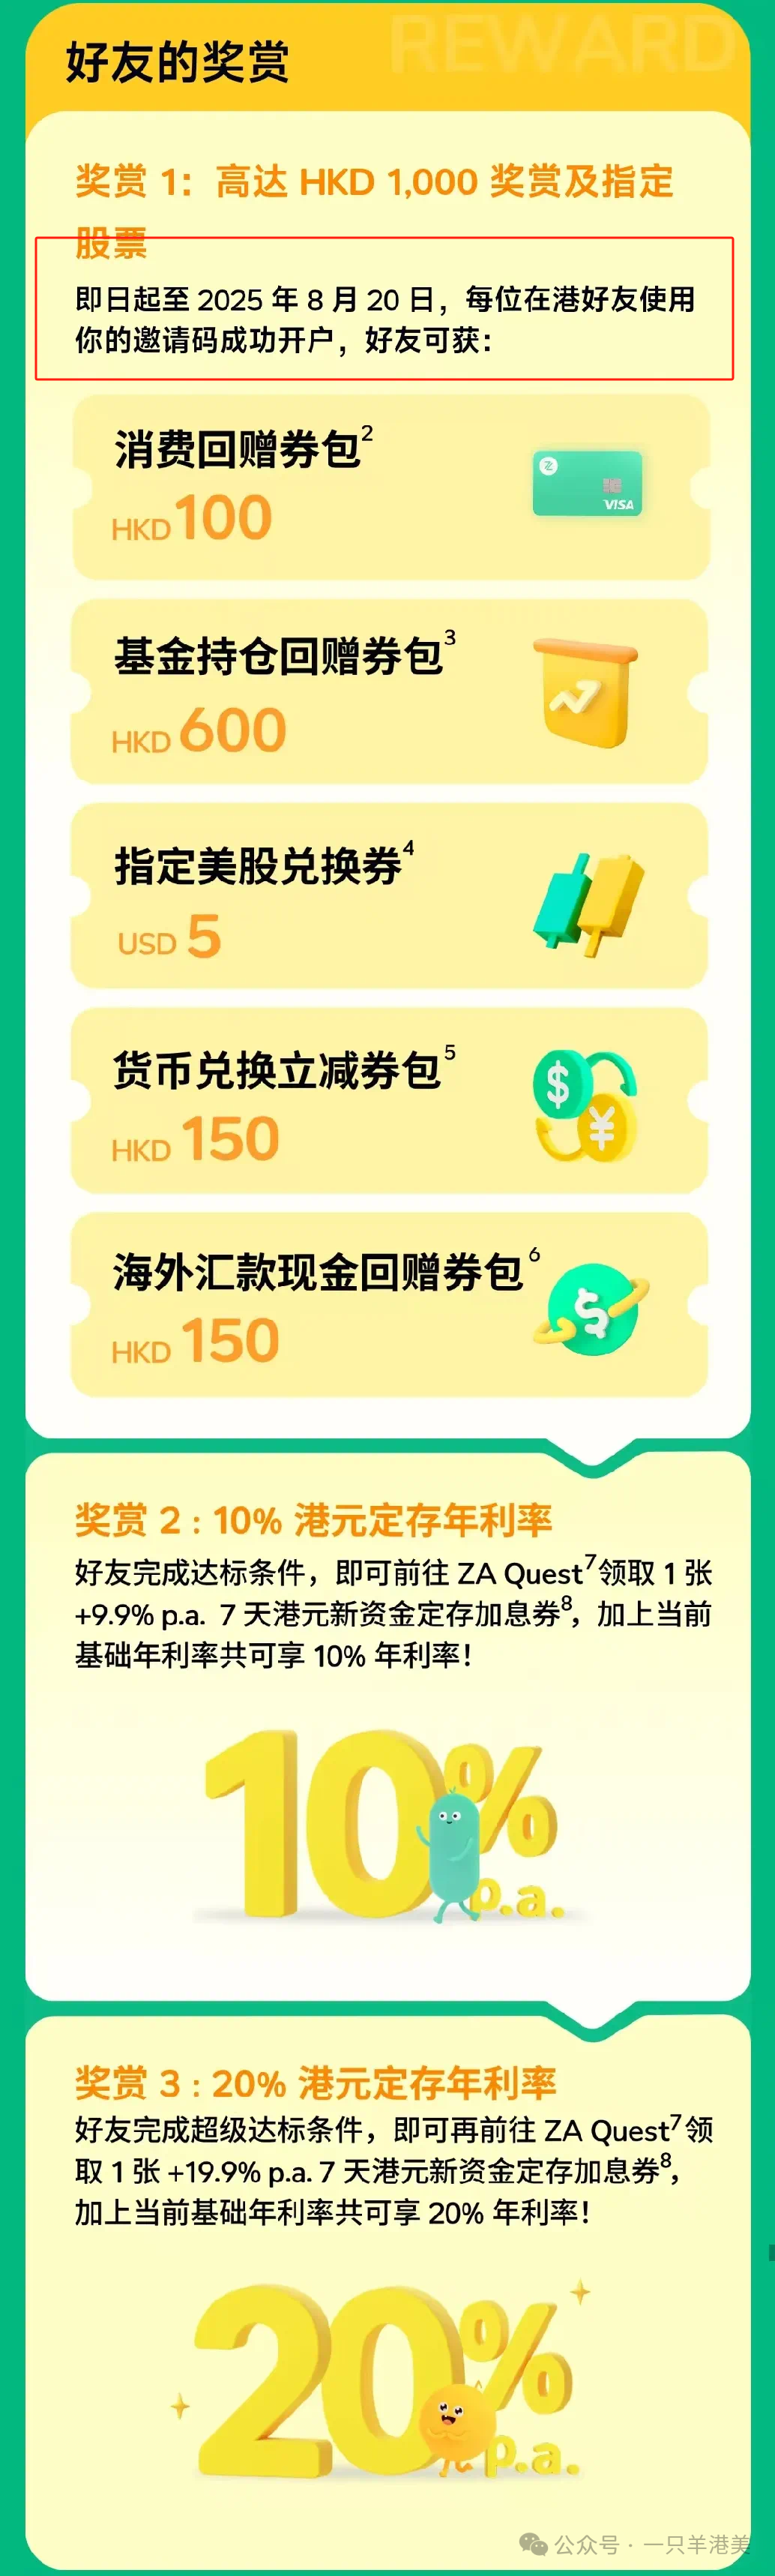 REWARD
好友的奖赏
奖赏 1：高达 HKD 1,000 奖赏及指定
股票
即日起至 2025 年 8 月 20 日，每位在港好友使用
你的邀请码成功开户，好友可获：
消费回赠券包2
HKD 100
VISA
基金持仓回赠券包3
HKD 600
指定美股兑换券4
USD 5
货币兑换立减券包5
HKD 150
$
¥
海外汇款现金回赠券包6
HKD 150
$
奖赏 2 : 10% 港元定存年利率
好友完成达标条件，即可前往 ZA Quest7领取 1 张
+9.9% p.a. 7 天港元新资金定存加息券8，加上当前
基础年利率共可享 10% 年利率！
10%
p.a.
奖赏 3 : 20% 港元定存年利率
好友完成超级达标条件，即可再前往 ZA Quest7领
取 1 张 +19.9% p.a. 7 天港元新资金定存加息券8，
加上当前基础年利率共可享 20% 年利率！
20%
p.a.
公众号 · 一只羊港美